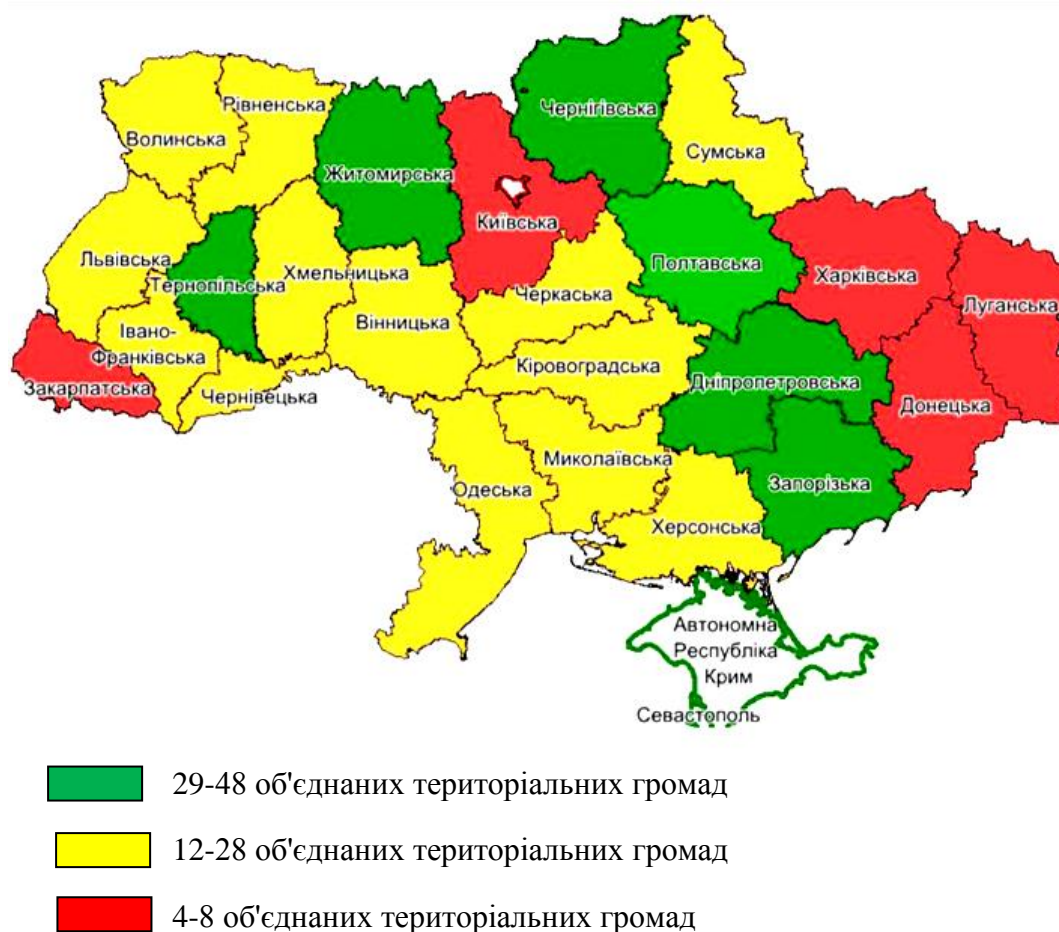 Чернігівська
Рівненська
Волинська
Сумська
Житомирська
Київська
Львівська
Тернопільська
Хмельницька
Полтавська
Харківська
Черкаська
Луганська
Вінницька
Івано-
Франківська
Кіровоградська
Закарпатська
Чернівецька
Дніпропетровська
Донецька
Миколаївська
Одеська
Запорізька
Херсонська
Автономна
Республіка
Крим
Севастополь
29-48 об'єднаних територіальних громад
12-28 об'єднаних територіальних громад
4-8 об'єднаних територіальних громад